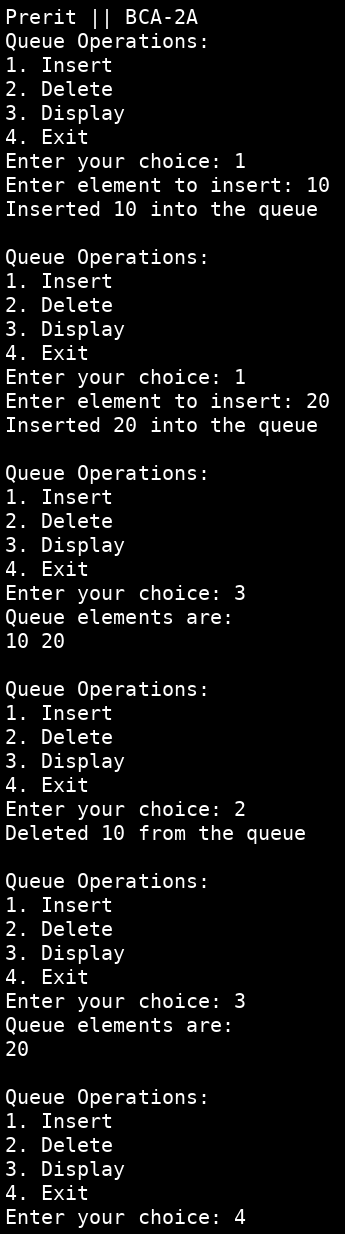 Prerit || BCA-2A
Queue Operations:
1. Insert
2. Delete
3. Display
4. Exit
Enter your choice: 1
Enter element to insert: 10
Inserted 10 into the queue

Queue Operations:
1. Insert
2. Delete
3. Display
4. Exit
Enter your choice: 1
Enter element to insert: 20
Inserted 20 into the queue

Queue Operations:
1. Insert
2. Delete
3. Display
4. Exit
Enter your choice: 3
Queue elements are:
10 20

Queue Operations:
1. Insert
2. Delete
3. Display
4. Exit
Enter your choice: 2
Deleted 10 from the queue

Queue Operations:
1. Insert
2. Delete
3. Display
4. Exit
Enter your choice: 3
Queue elements are:
20

Queue Operations:
1. Insert
2. Delete
3. Display
4. Exit
Enter your choice: 4